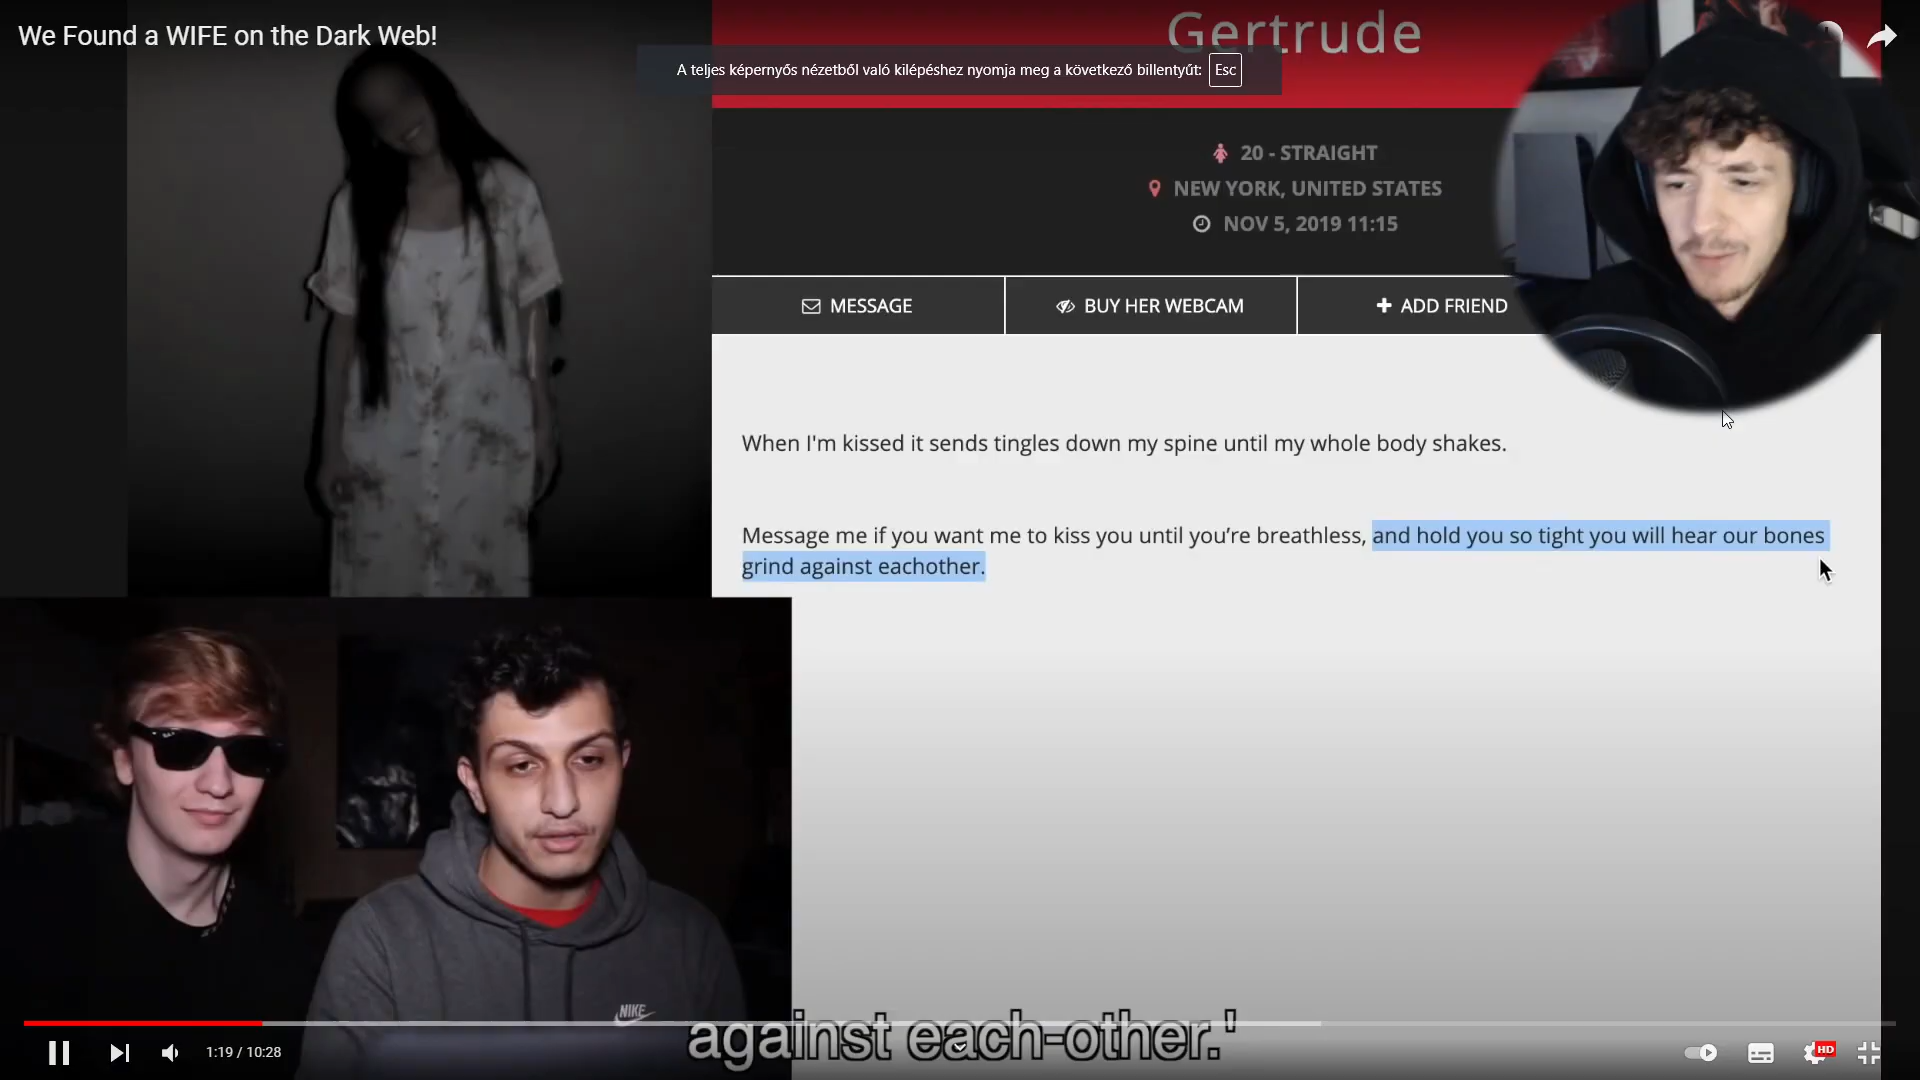 We Found a WIFE on the Dark Web!
Gertrude
A teljes képernyős nézetből való kilépéshez nyomja meg a következő billentyűt: Esc
20 - STRAIGHT
NEW YORK, UNITED STATES
NOV 5, 2019 11:15
MESSAGE
BUY HER WEBCAM
ADD FRIEND
When I'm kissed it sends tingles down my spine until my whole body shakes.
Message me if you want me to kiss you until you’re breathless, and hold you so tight you will hear our bones
grind against eachother.
NIKE
against each-other.'
1:19 / 10:28
HD